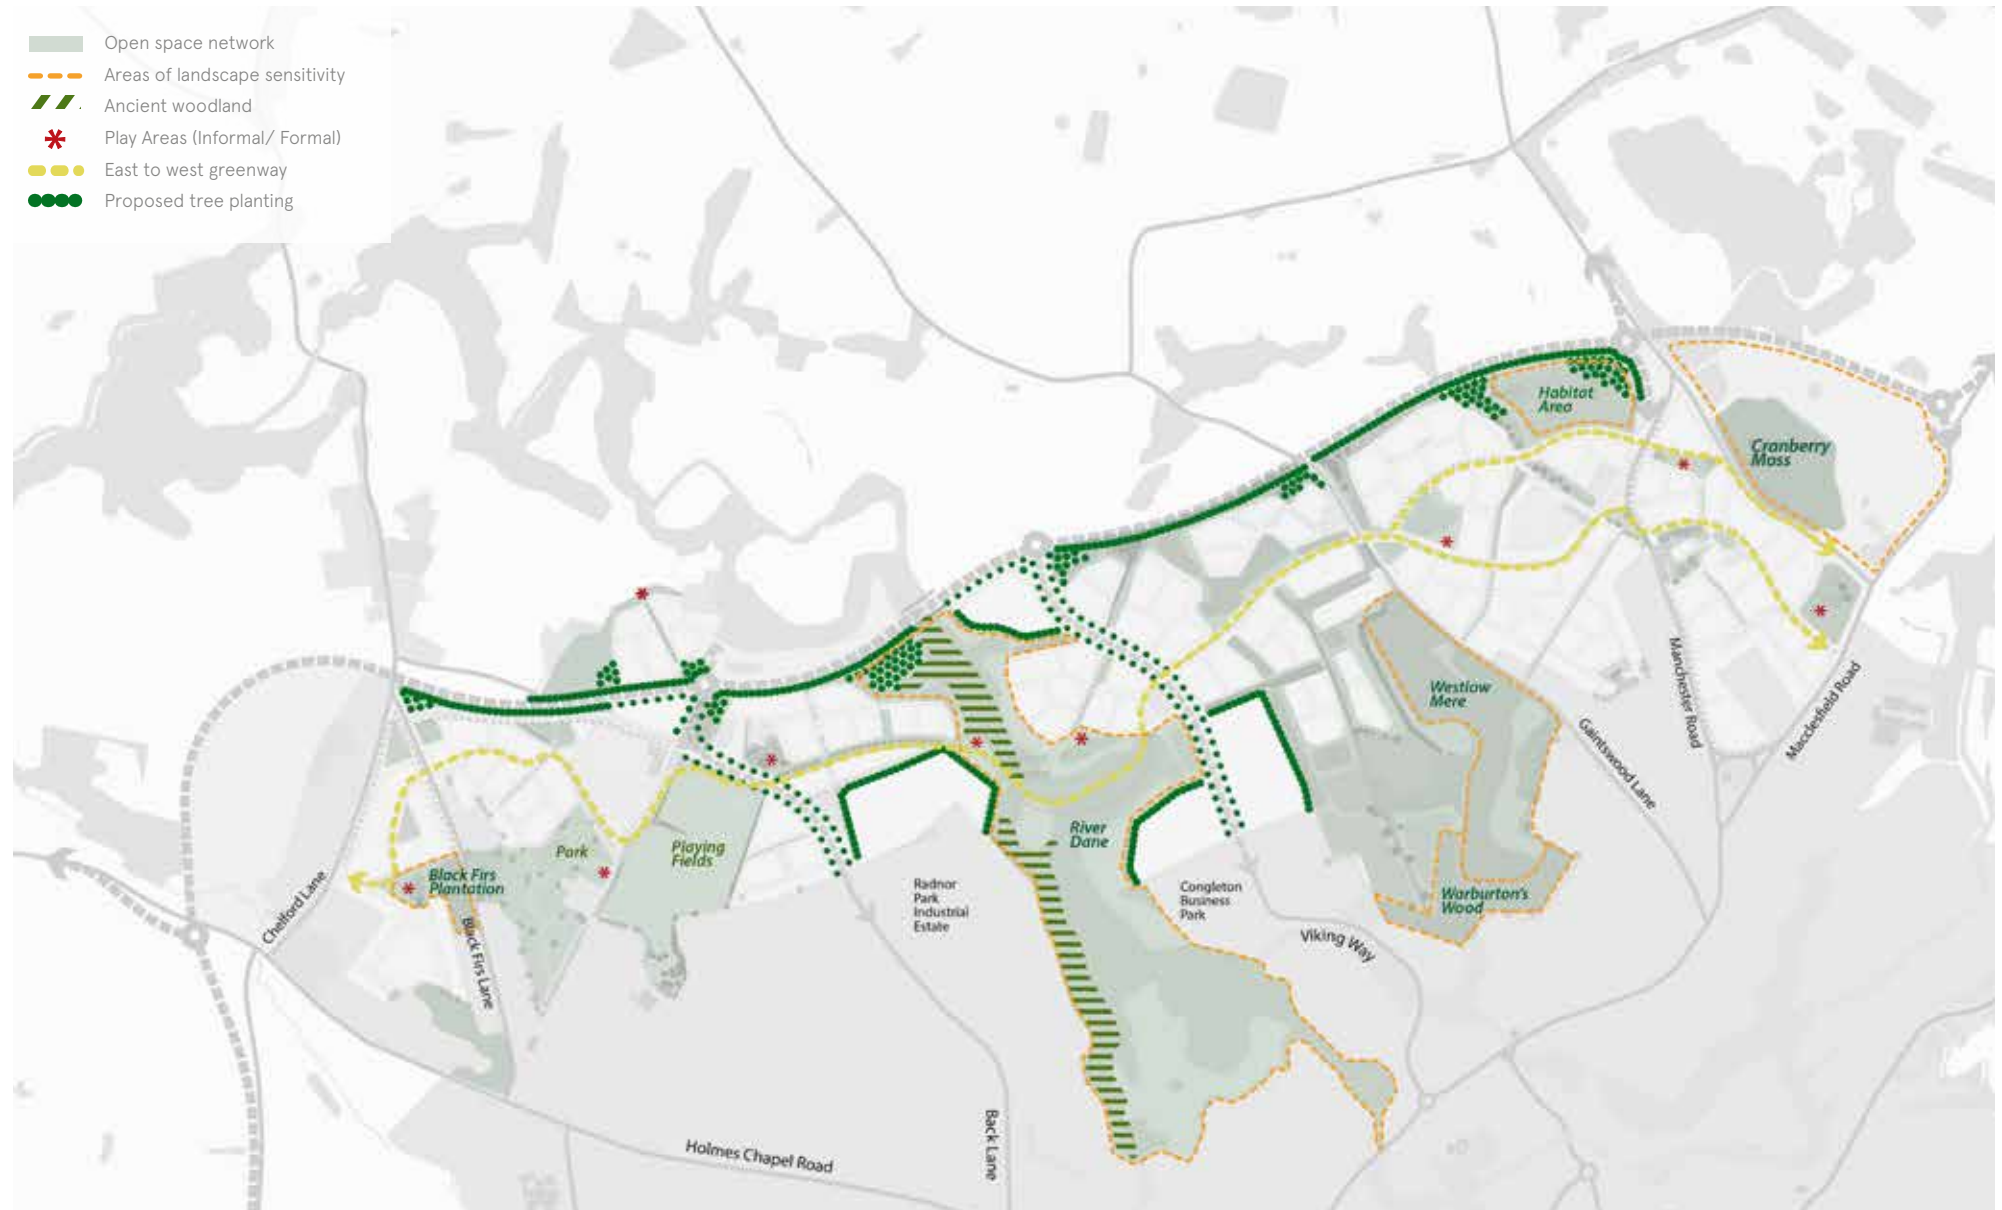 Open space network
Areas of landscape sensitivity
Ancient woodland
Play Areas (Informal/ Formal)
East to west greenway
Proposed tree planting
Habitat
Area
Cranberry
Moss
Westlow
Mere
Manchester Road
Macclesfield Road
Gaintswood Lane
Warburton's
Wood
River
Dane
Congleton
Business
Park
Viking Way
Radnor
Park
Industrial
Estate
Playing
Fields
Park
Black Firs
Plantation
Chelford Lane
Black Firs Lane
Holmes Chapel Road
Back Lane